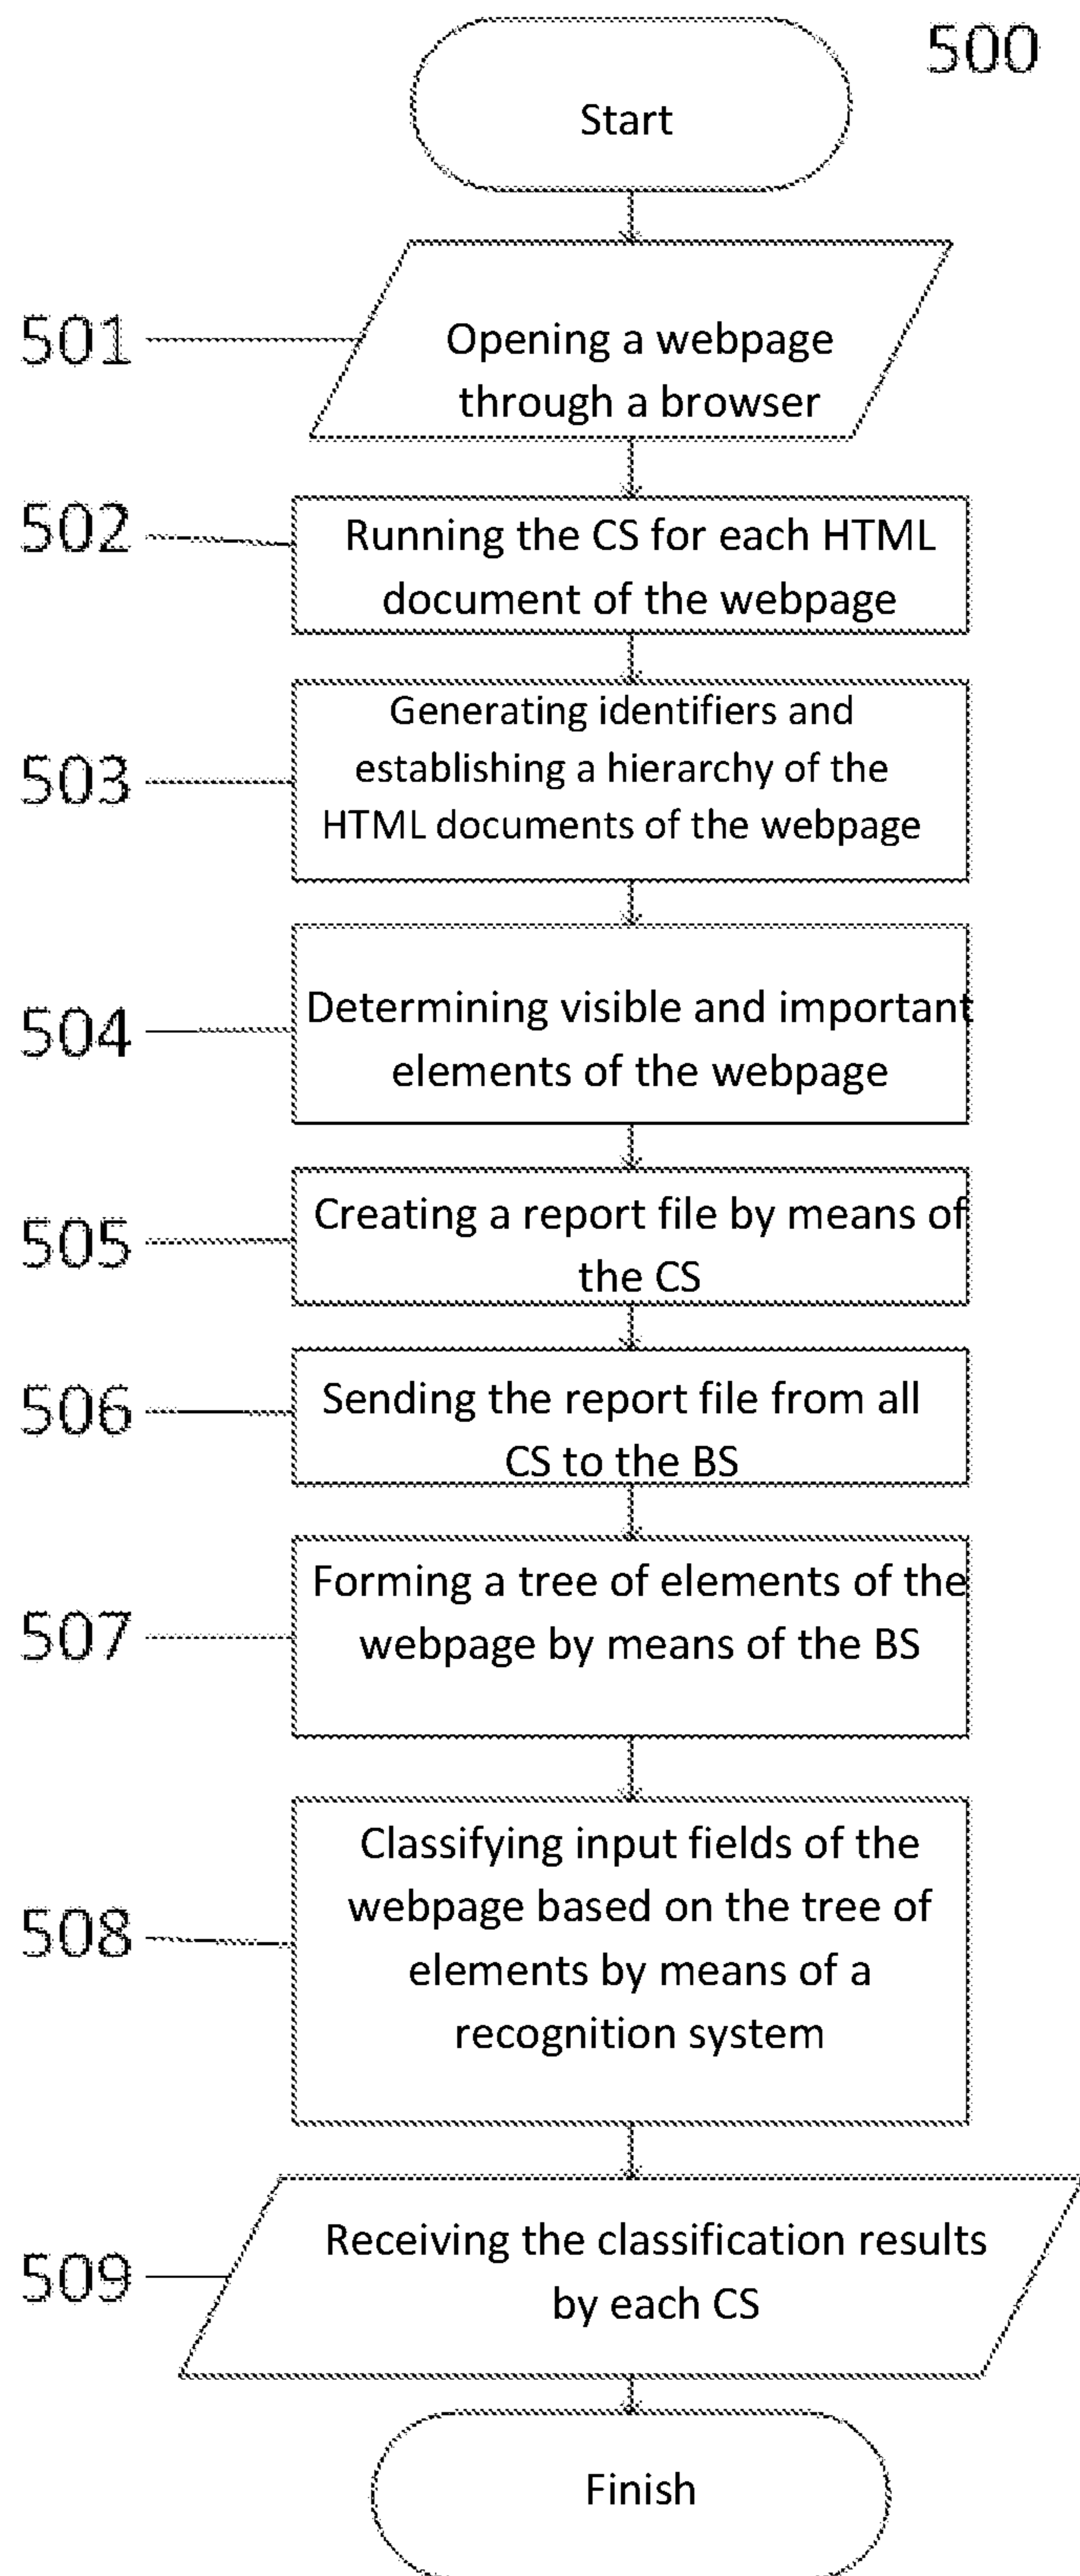 500
Start
501
Opening a webpage
through a browser
502
Running the CS for each HTML
document of the webpage
503
Generating identifiers and
establishing a hierarchy of the
HTML documents of the webpage
504
Determining visible and important
elements of the webpage
505
Creating a report file by means of
the CS
506
Sending the report file from all
CS to the BS
507
Forming a tree of elements of the
webpage by means of the BS
508
Classifying input fields of the
webpage based on the tree of
elements by means of a
recognition system
509
Receiving the classification results
by each CS
Finish